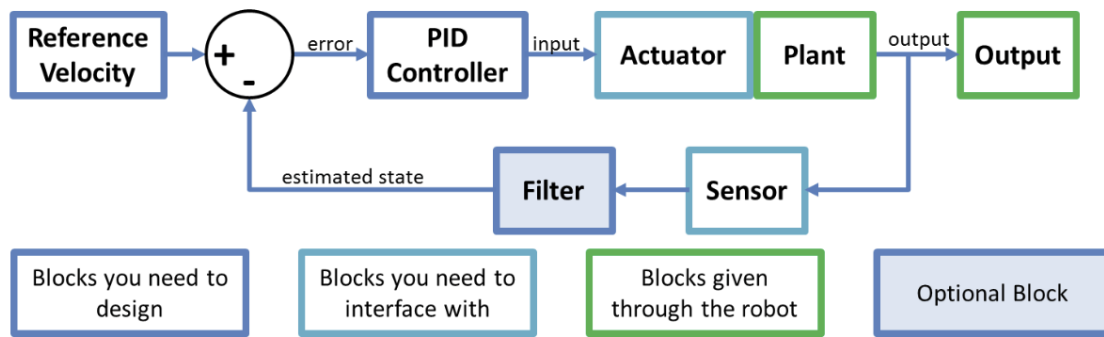 Reference
Velocity
+
-
error
PID
Controller
input
Actuator
Plant
output
Output
estimated state
Filter
Sensor
Blocks you need to
design
Blocks you need to
interface with
Blocks given
through the robot
Optional Block